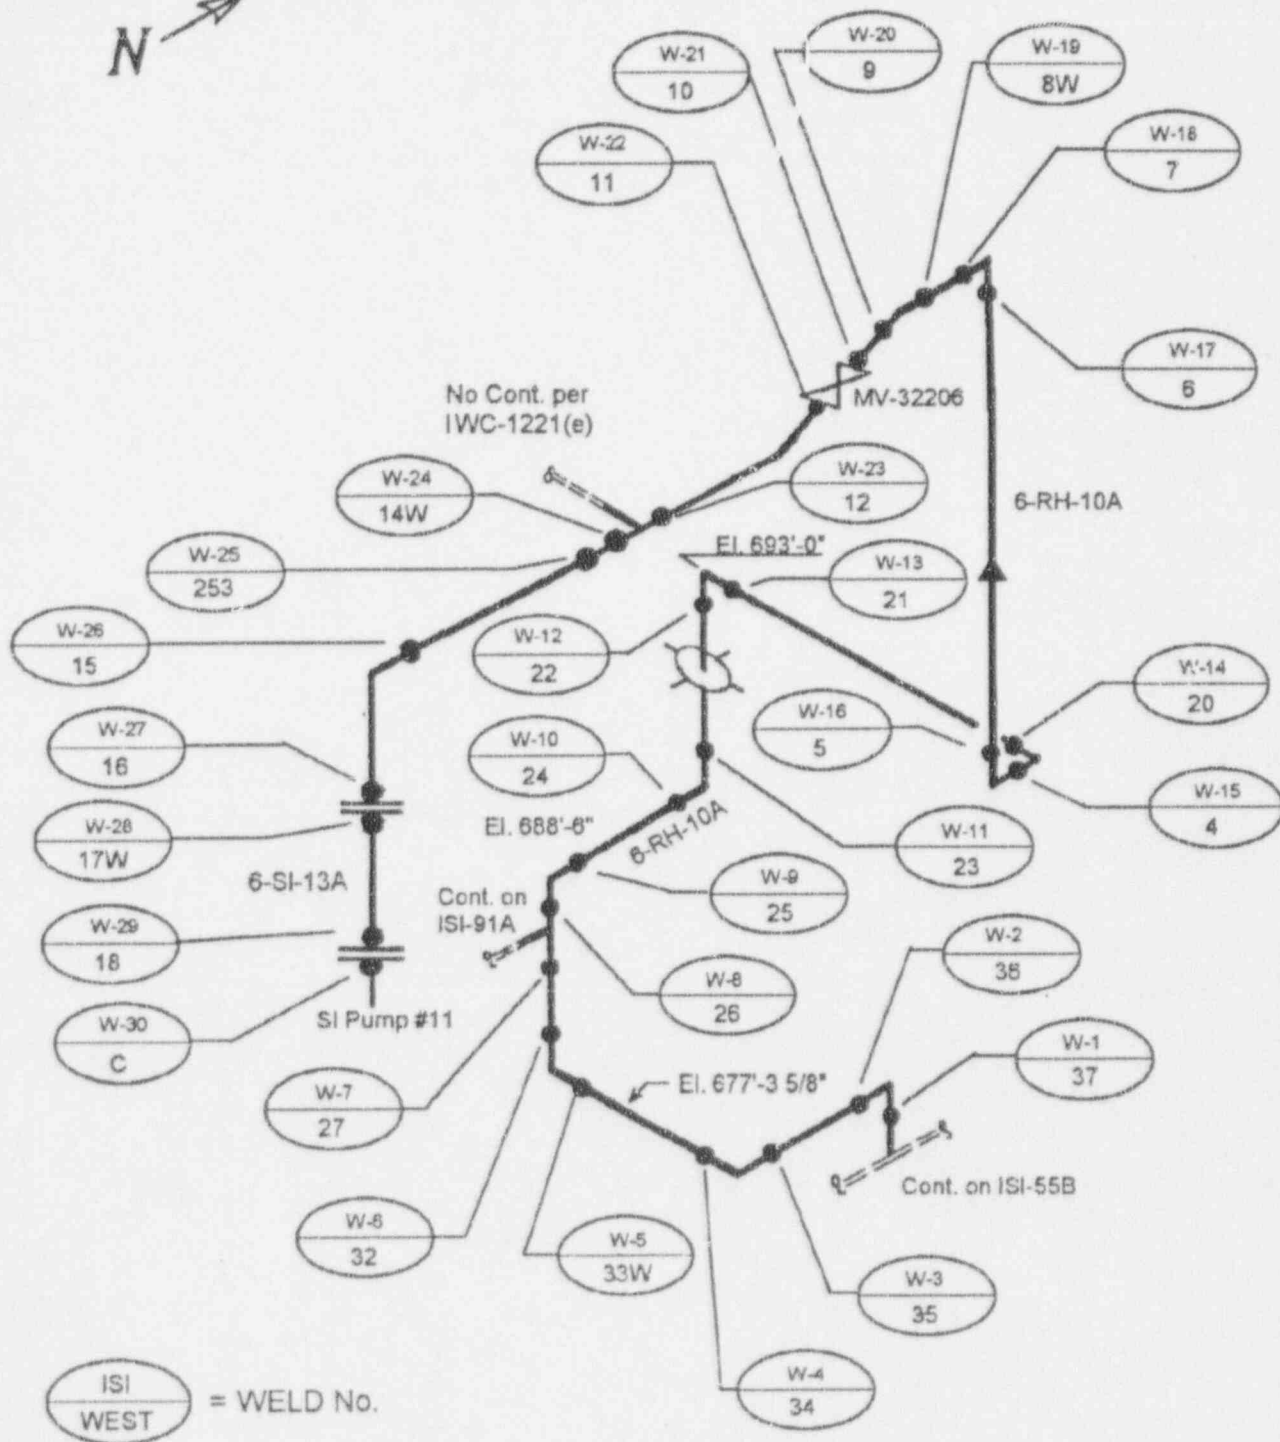 N
W-20
9
W-19
8W
W-21
10
W-18
7
W-22
11
W-17
6
MV-32206
No Cont. per
IWC-1221(e)
W-24
14W
W-23
12
6-RH-10A
W-25
253
El. 693'-0"
W-13
21
W-26
15
W-12
22
W-14
20
W-16
5
W-27
16
W-10
24
W-15
4
W-28
17W
El. 688'-6"
6-RH-10A
W-11
23
6-SI-13A
Cont. on
ISI-91A
W-9
25
W-29
18
W-2
36
W-8
26
SI Pump #11
W-30
C
W-1
37
W-7
27
El. 677'-3 5/8"
Cont. on ISI-55B
W-6
32
W-5
33W
W-3
35
W-4
34
ISI
WEST
= WELD No.